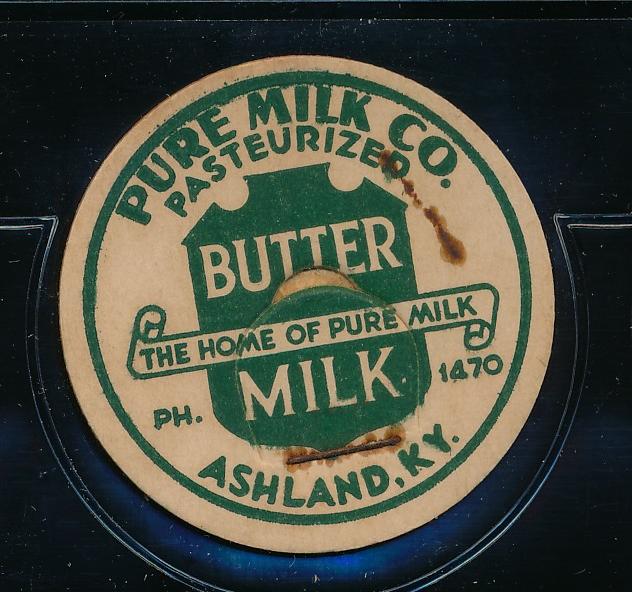 PURE MILK CO.
PASTEURIZED
BUTTER
THE HOME OF PURE MILK
MILK
PH. 1470
ASHLAND, KY.